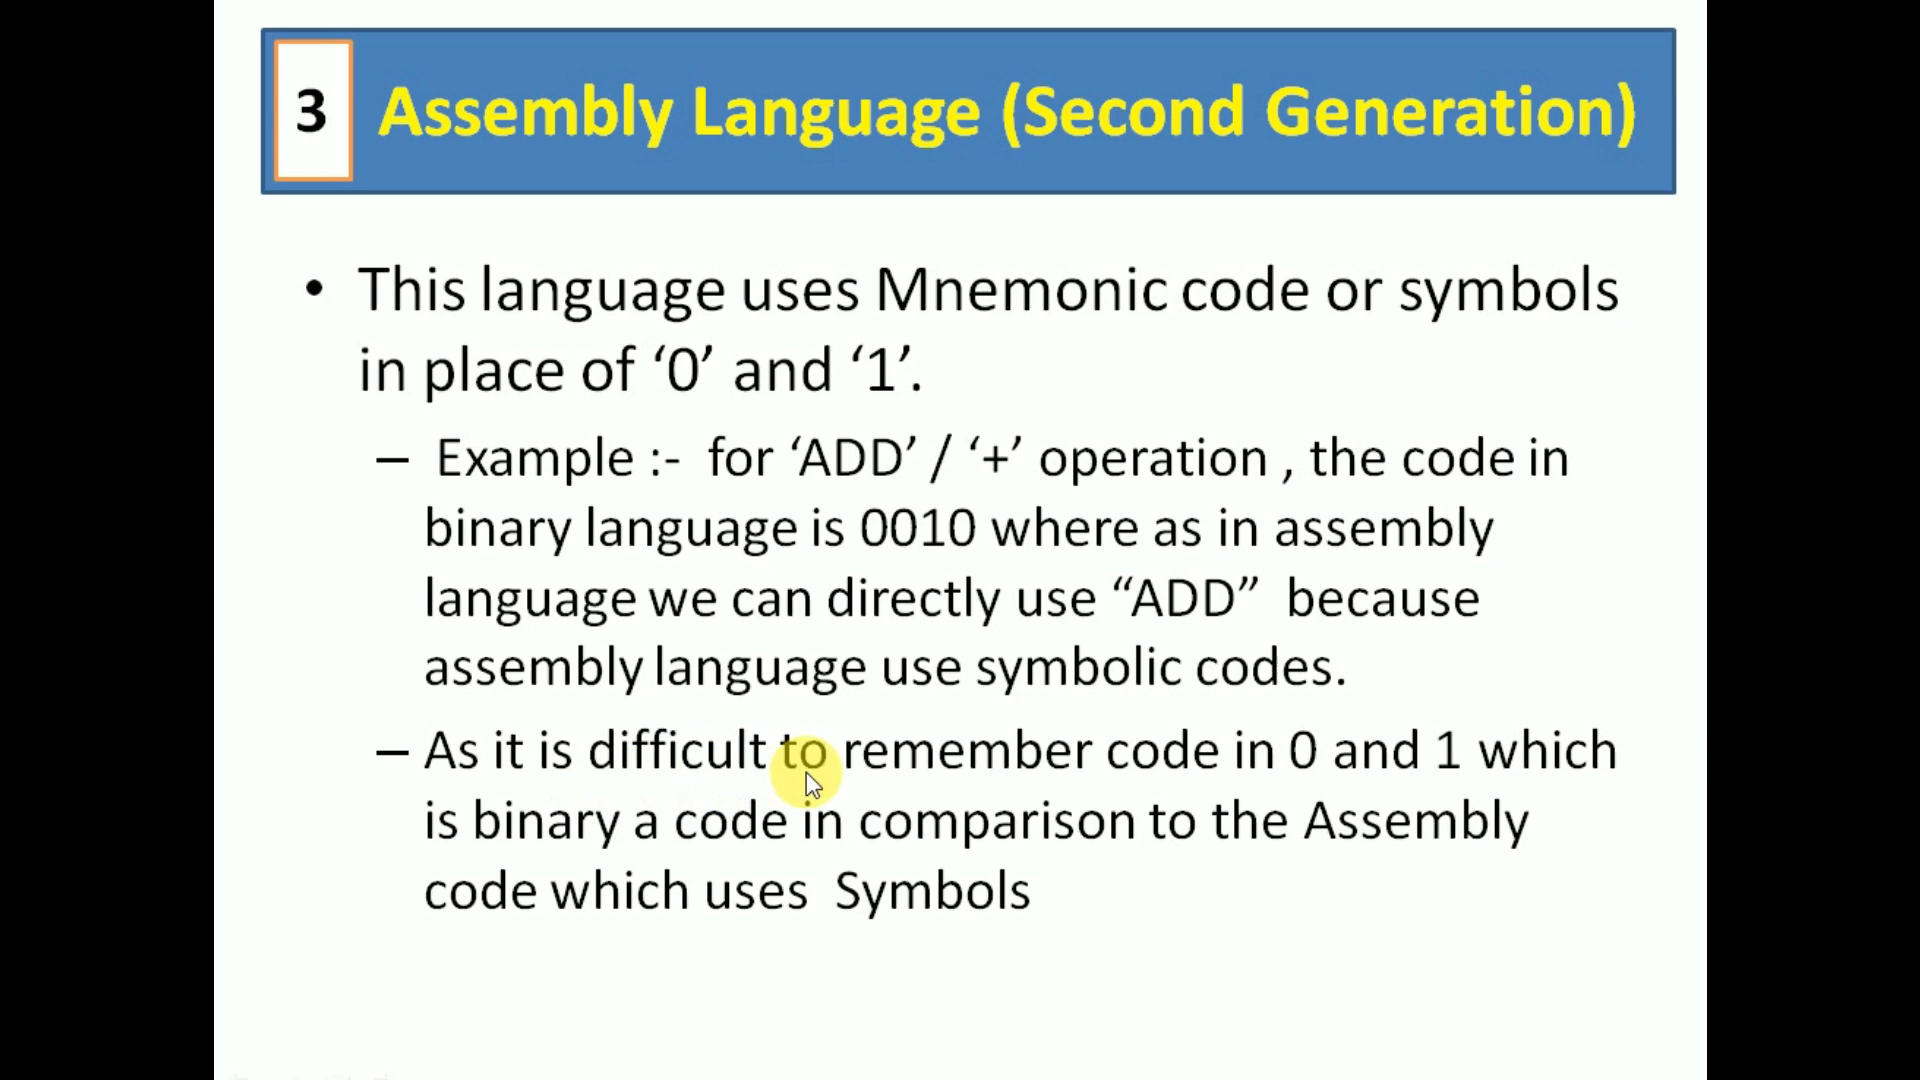 3 Assembly Language (Second Generation)
• This language uses Mnemonic code or symbols
in place of ‘0’ and ‘1’.
– Example :- for ‘ADD’ / ‘+’ operation , the code in
binary language is 0010 where as in assembly
language we can directly use “ADD” because
assembly language use symbolic codes.
– As it is difficult to remember code in 0 and 1 which
is binary a code in comparison to the Assembly
code which uses Symbols